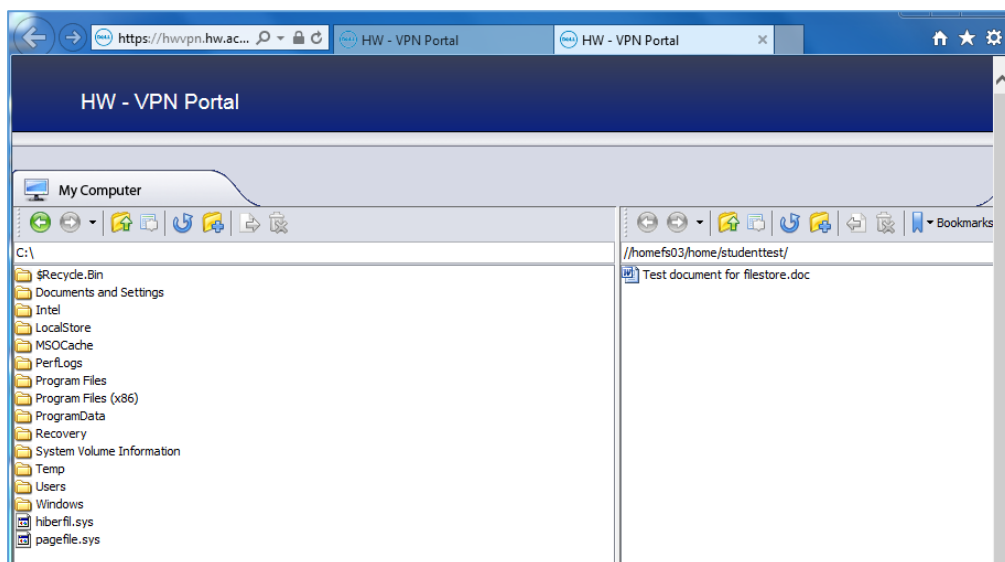 https://hwvpn.hw.ac... HW - VPN Portal HW - VPN Portal
HW - VPN Portal
My Computer
Bookmarks
C:\ //homefs03/home/studenttest/
$Recycle.Bin Test document for filestore.doc
Documents and Settings
Intel
LocalStore
MSOCache
PerfLogs
Program Files
Program Files (x86)
ProgramData
Recovery
System Volume Information
Temp
Users
Windows
hiberfil.sys
pagefile.sys